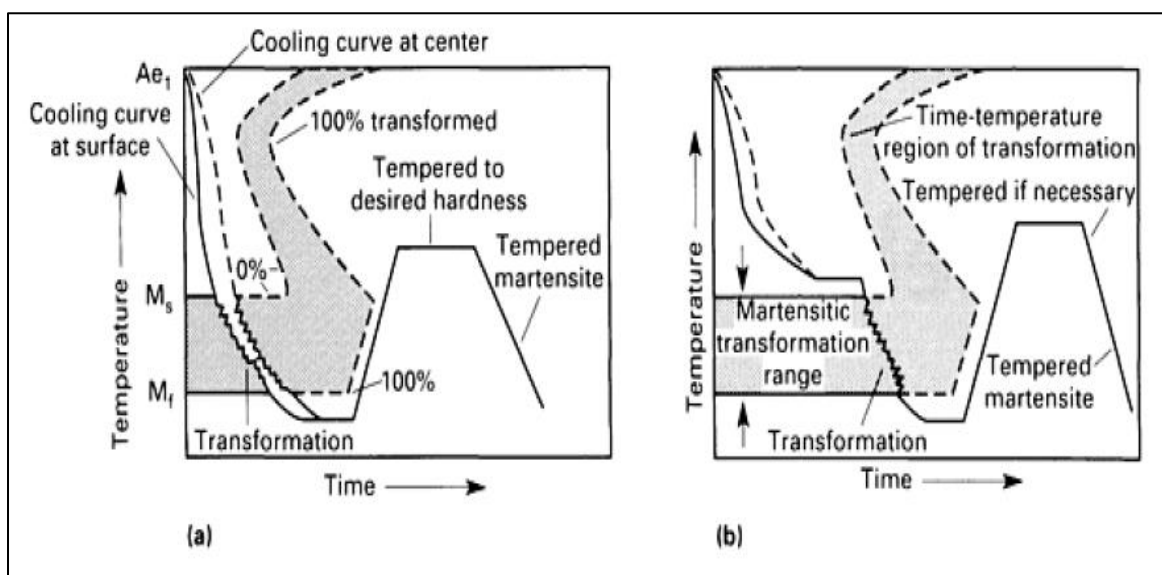 Cooling curve at center
Ae₁
Cooling curve
at surface
100% transformed
Tempered to
desired hardness
Tempered
martensite
0%
Mₛ
M_f
100%
Transformation
Temperature
Time
(a)
Time-temperature
region of transformation
Tempered if necessary
Martensitic
transformation
range
Tempered
martensite
Transformation
Temperature
Time
(b)